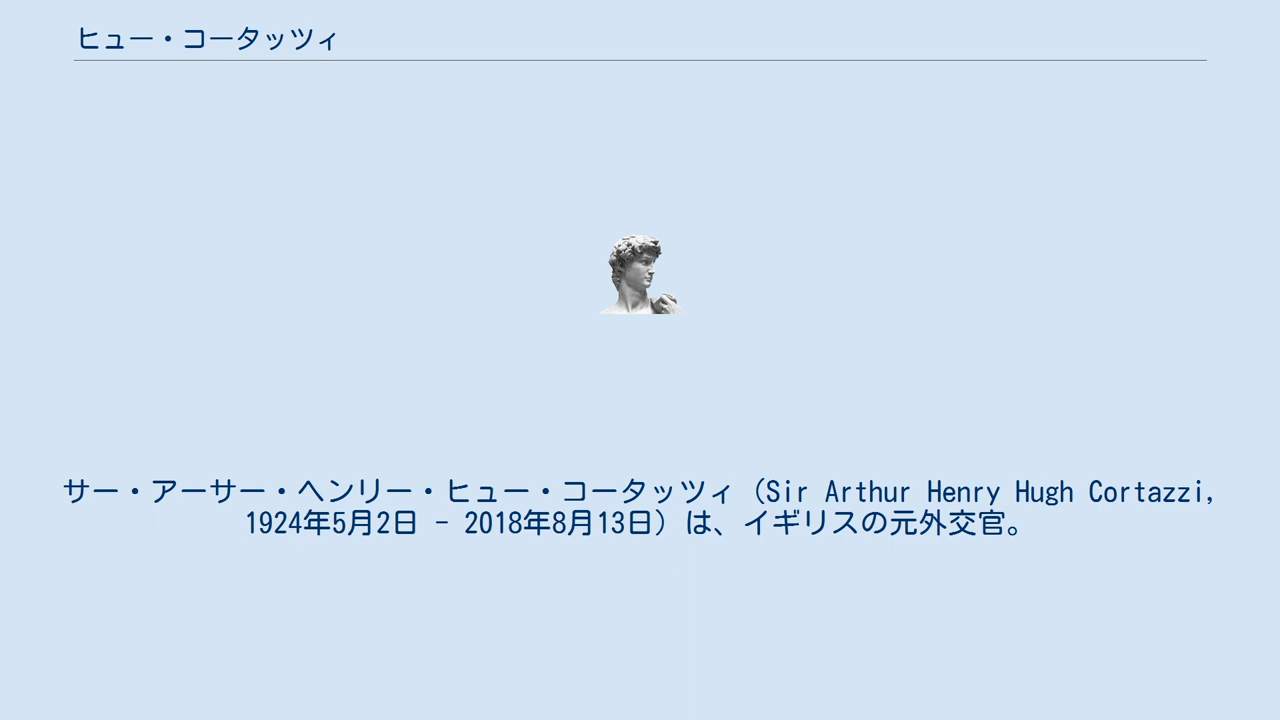 ヒュー・コータッツィ
サー・アーサー・ヘンリー・ヒュー・コータッツィ（Sir Arthur Henry Hugh Cortazzi,
1924年5月2日 - 2018年8月13日）は、イギリスの元外交官。